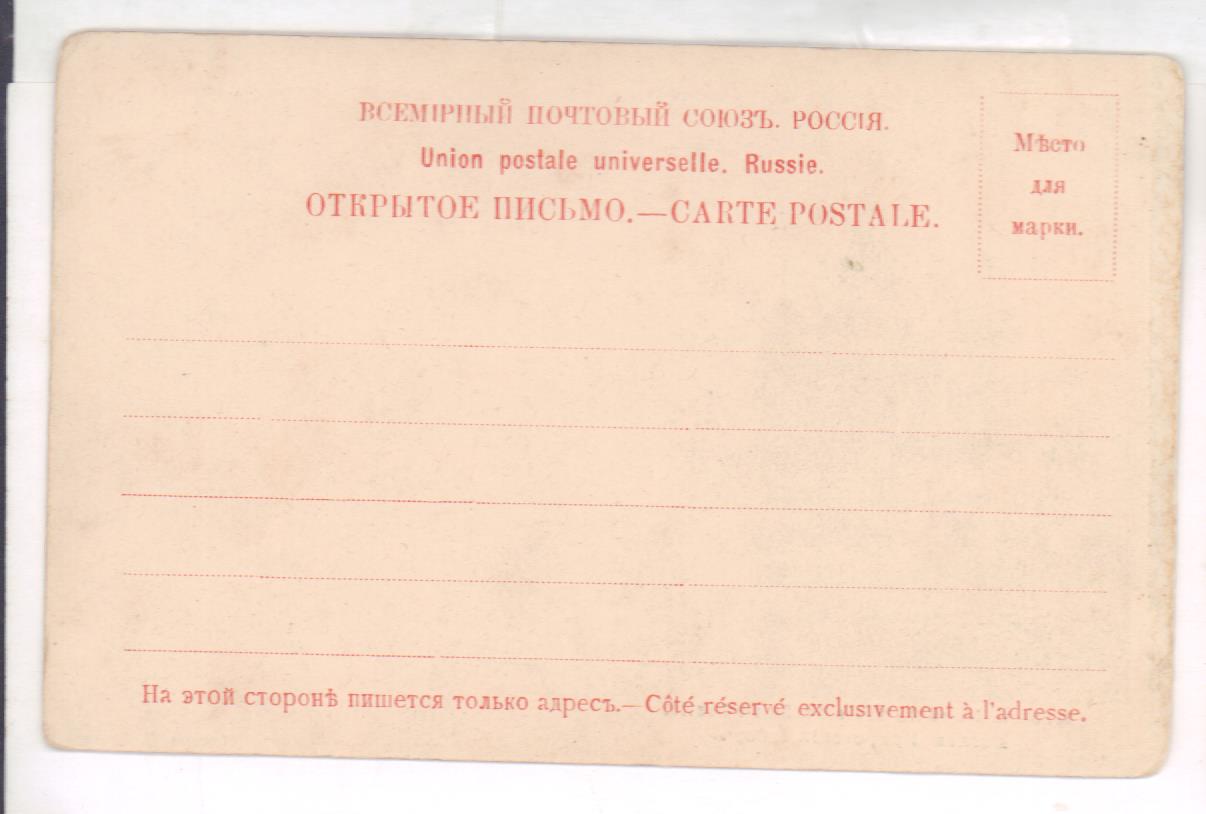 ВСЕМІРНЫЙ ПОЧТОВЫЙ СОЮЗЪ. РОССІЯ.
Union postale universelle. Russie.
ОТКРЫТОЕ ПИСЬМО.—CARTE POSTALE.
Мѣсто
для
марки.
На этой сторонѣ пишется только адресъ.— Côté réservé exclusivement à l'adresse.